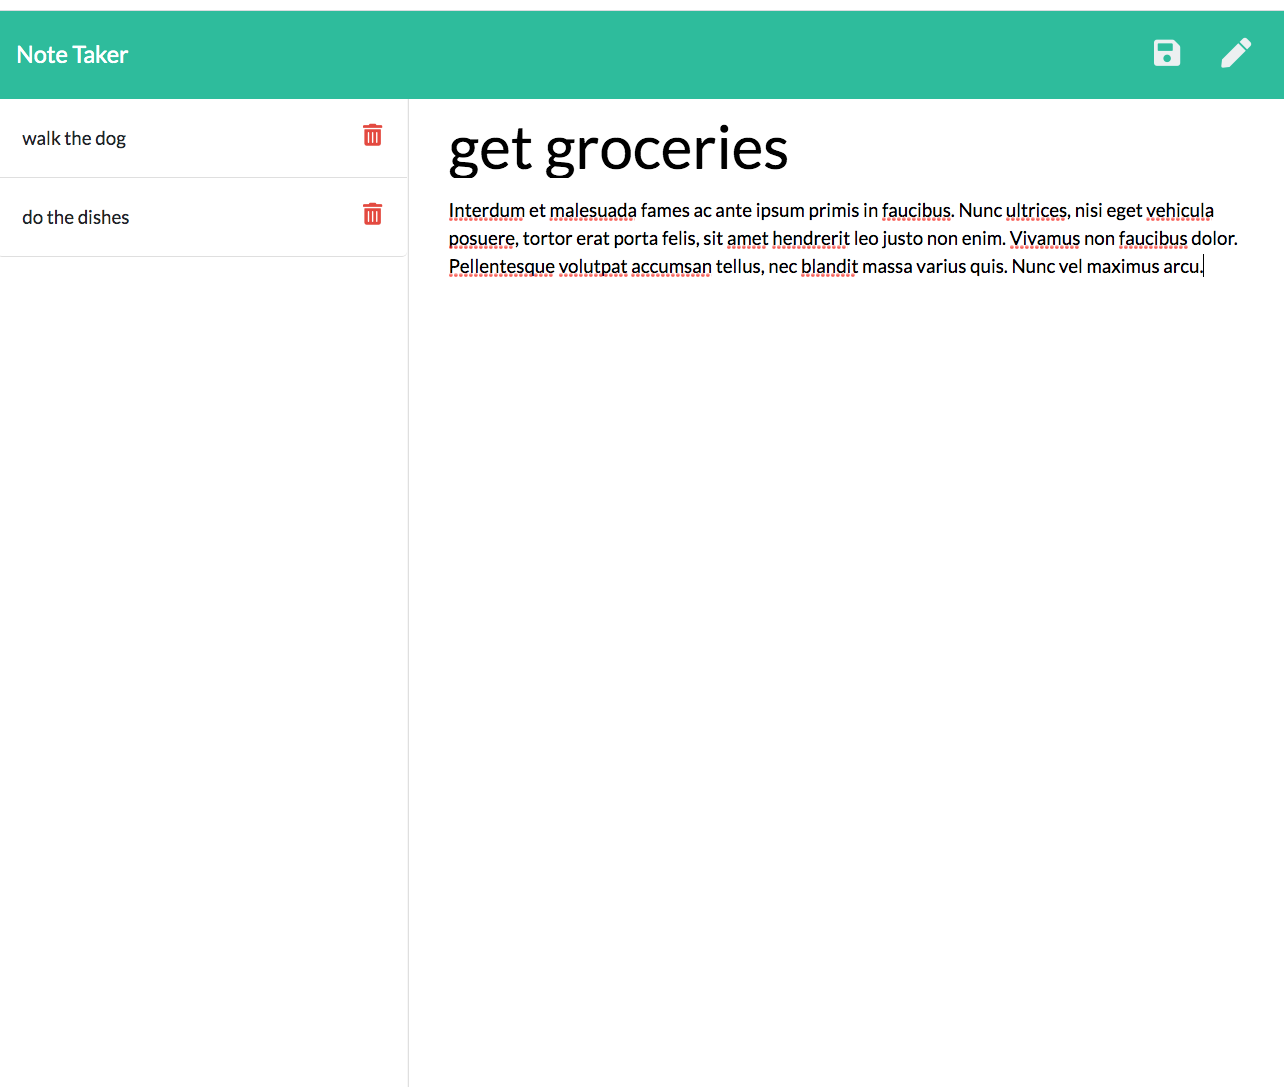 Note Taker
walk the dog
do the dishes
get groceries
Interdum et malesuada fames ac ante ipsum primis in faucibus. Nunc ultrices, nisi eget vehicula
posuere, tortor erat porta felis, sit amet hendrerit leo justo non enim. Vivamus non faucibus dolor.
Pellentesque volutpat accumsan tellus, nec blandit massa varius quis. Nunc vel maximus arcu.